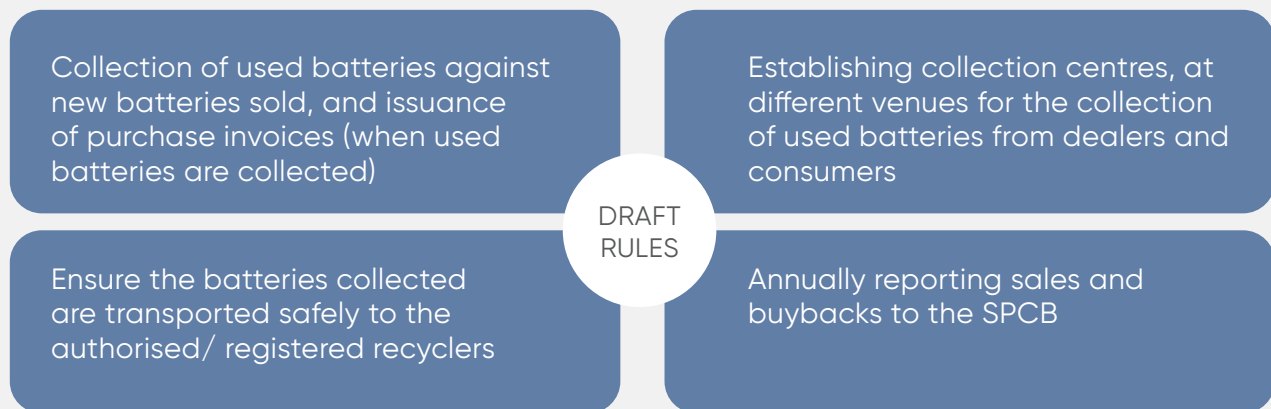 Collection of used batteries against
new batteries sold, and issuance
of purchase invoices (when used
batteries are collected)
Establishing collection centres, at
different venues for the collection
of used batteries from dealers and
consumers
DRAFT
RULES
Ensure the batteries collected
are transported safely to the
authorised/ registered recyclers
Annually reporting sales and
buybacks to the SPCB